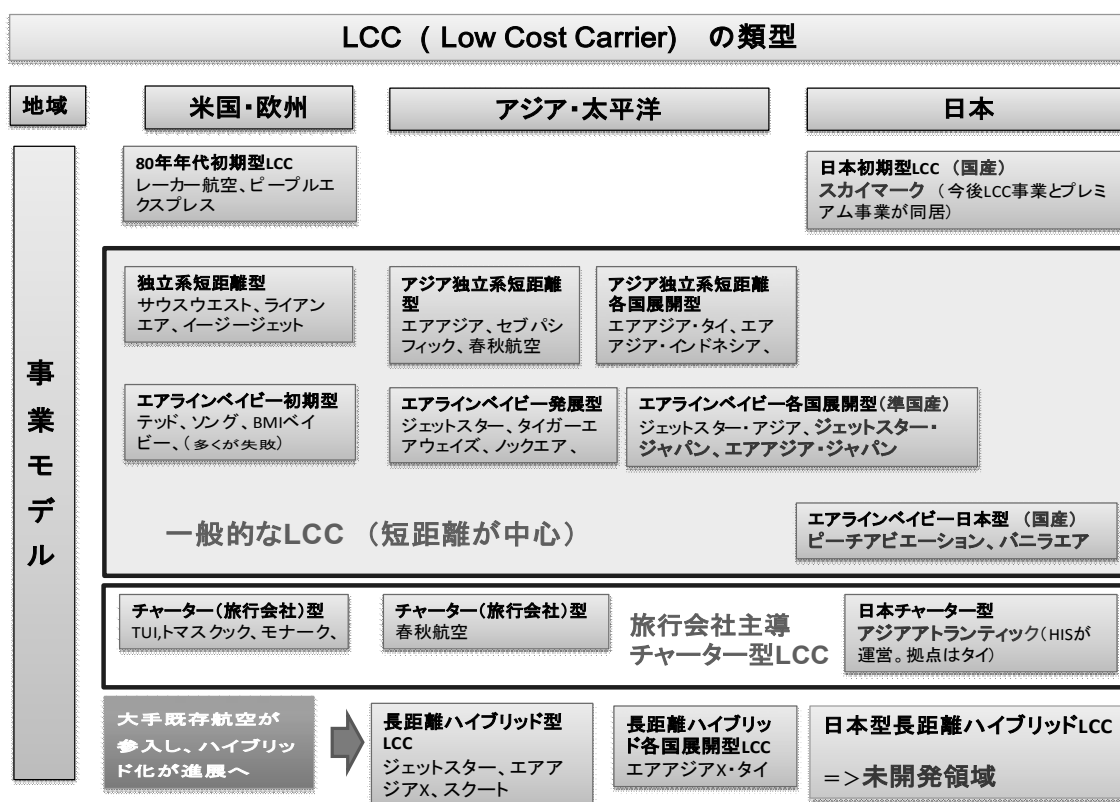 LCC ( Low Cost Carrier) の類型
地域
米国・欧州
アジア・太平洋
日本
事業モデル
80年年代初期型LCC
レーカー航空、ピープルエ
クスプレス
日本初期型LCC （国産）
スカイマーク （今後LCC事業とプレミ
アム事業が同居）
独立系短距離型
サウスウエスト、ライアン
エア、イージージェット
アジア独立系短距離
型
エアアジア、セブパシ
フィック、春秋航空
アジア独立系短距離
各国展開型
エアアジア・タイ、エア
アジア・インドネシア、
エアラインベイビー初期型
テッド、ソング、BMIベイ
ビー、（多くが失敗）
エアラインベイビー発展型
ジェットスター、タイガーエ
アウェイズ、ノックエア、
エアラインベイビー各国展開型（準国産）
ジェットスター・アジア、ジェットスター・
ジャパン、エアアジア・ジャパン
一般的なLCC （短距離が中心）
エアラインベイビー日本型 （国産）
ピーチアビエーション、バニラエア
チャーター（旅行会社）型
TUI,トマスクック、モナーク、
チャーター（旅行会社）型
春秋航空
旅行会社主導
チャーター型LCC
日本チャーター型
アジアアトランティック（HISが
運営。拠点はタイ）
大手既存航空が
参入し、ハイブリッ
ド化が進展へ
長距離ハイブリッド型
LCC
ジェットスター、エアア
ジアX、スクート
長距離ハイブリッ
ド各国展開型LCC
エアアジアX・タイ
日本型長距離ハイブリッドLCC
=>未開発領域